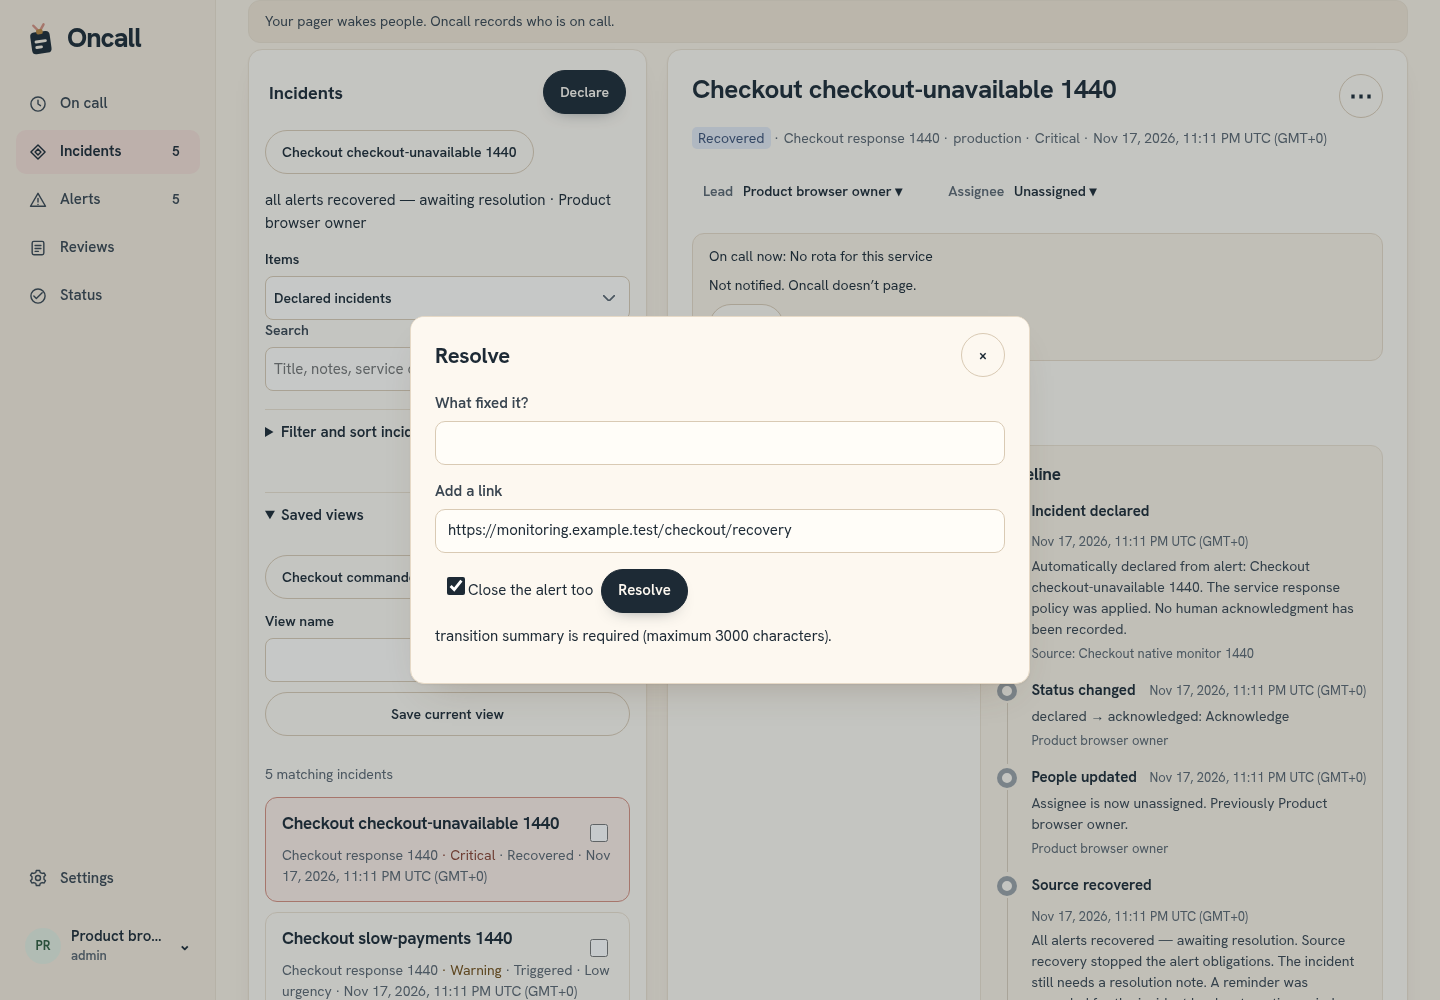 Oncall
On call
Incidents 5
Alerts 5
Reviews
Status
Settings
PR
Product bro...
admin
Your pager wakes people. Oncall records who is on call.
Incidents
Declare
Checkout checkout-unavailable 1440
all alerts recovered — awaiting resolution · Product
browser owner
Items
Declared incidents
Search
Title, notes, service
Filter and sort
Saved views
Checkout
View name
Save current view
5 matching incidents
Checkout checkout-unavailable 1440
Checkout response 1440 · Critical · Recovered · Nov
17, 2026, 11:11 PM UTC (GMT+0)
Checkout slow-payments 1440
Checkout response 1440 · Warning · Triggered · Low
urgency · Nov 17, 2026, 11:11 PM UTC (GMT+0)
Checkout checkout-unavailable 1440
Recovered · Checkout response 1440 · production · Critical · Nov 17, 2026, 11:11 PM UTC (GMT+0)
Lead Product browser owner ▾ Assignee Unassigned ▾
On call now: No rota for this service
Not notified. Oncall doesn’t page.
Resolve
×
What fixed it?
Add a link
https://monitoring.example.test/checkout/recovery
Close the alert too
Resolve
transition summary is required (maximum 3000 characters).
Incident declared
Nov 17, 2026, 11:11 PM UTC (GMT+0)
Automatically declared from alert: Checkout
checkout-unavailable 1440. The service response
policy was applied. No human acknowledgment has
been recorded.
Source: Checkout native monitor 1440
Status changed Nov 17, 2026, 11:11 PM UTC (GMT+0)
declared → acknowledged: Acknowledge
Product browser owner
People updated Nov 17, 2026, 11:11 PM UTC (GMT+0)
Assignee is now unassigned. Previously Product
browser owner.
Product browser owner
Source recovered
Nov 17, 2026, 11:11 PM UTC (GMT+0)
All alerts recovered — awaiting resolution. Source
recovery stopped the alert obligations. The incident
still needs a resolution note. A reminder was